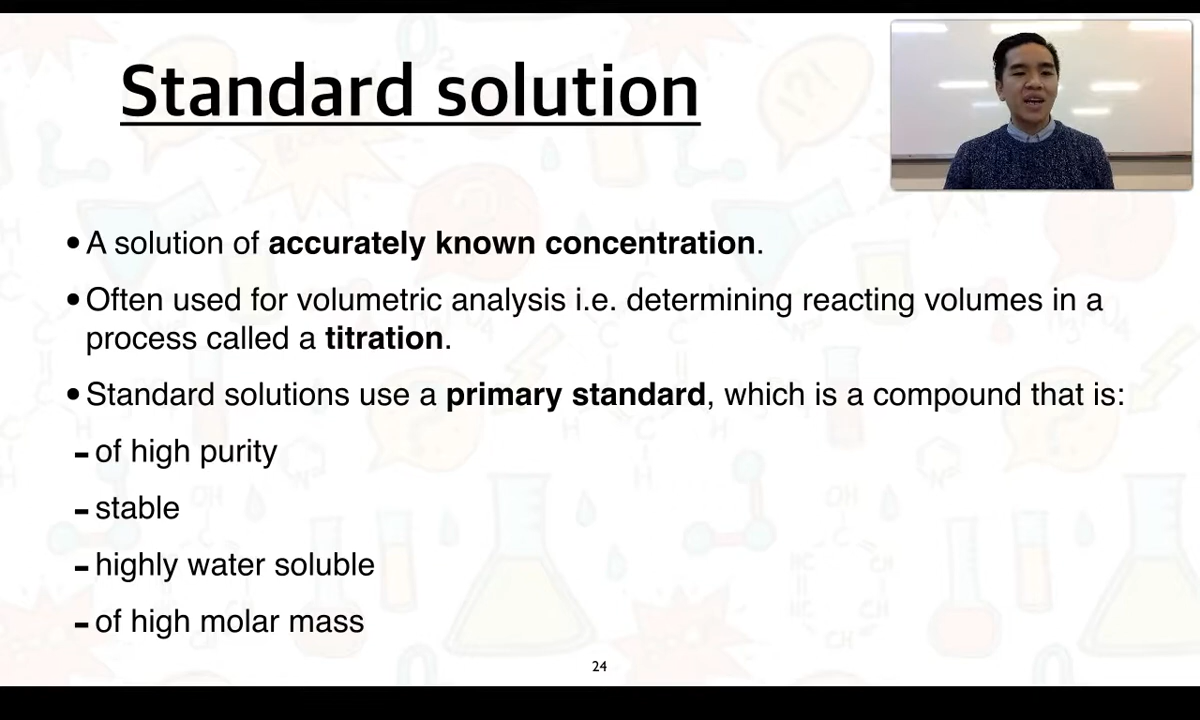 Standard solution
• A solution of accurately known concentration.
• Often used for volumetric analysis i.e. determining reacting volumes in a
process called a titration.
• Standard solutions use a primary standard, which is a compound that is:
- of high purity
- stable
- highly water soluble
- of high molar mass
24